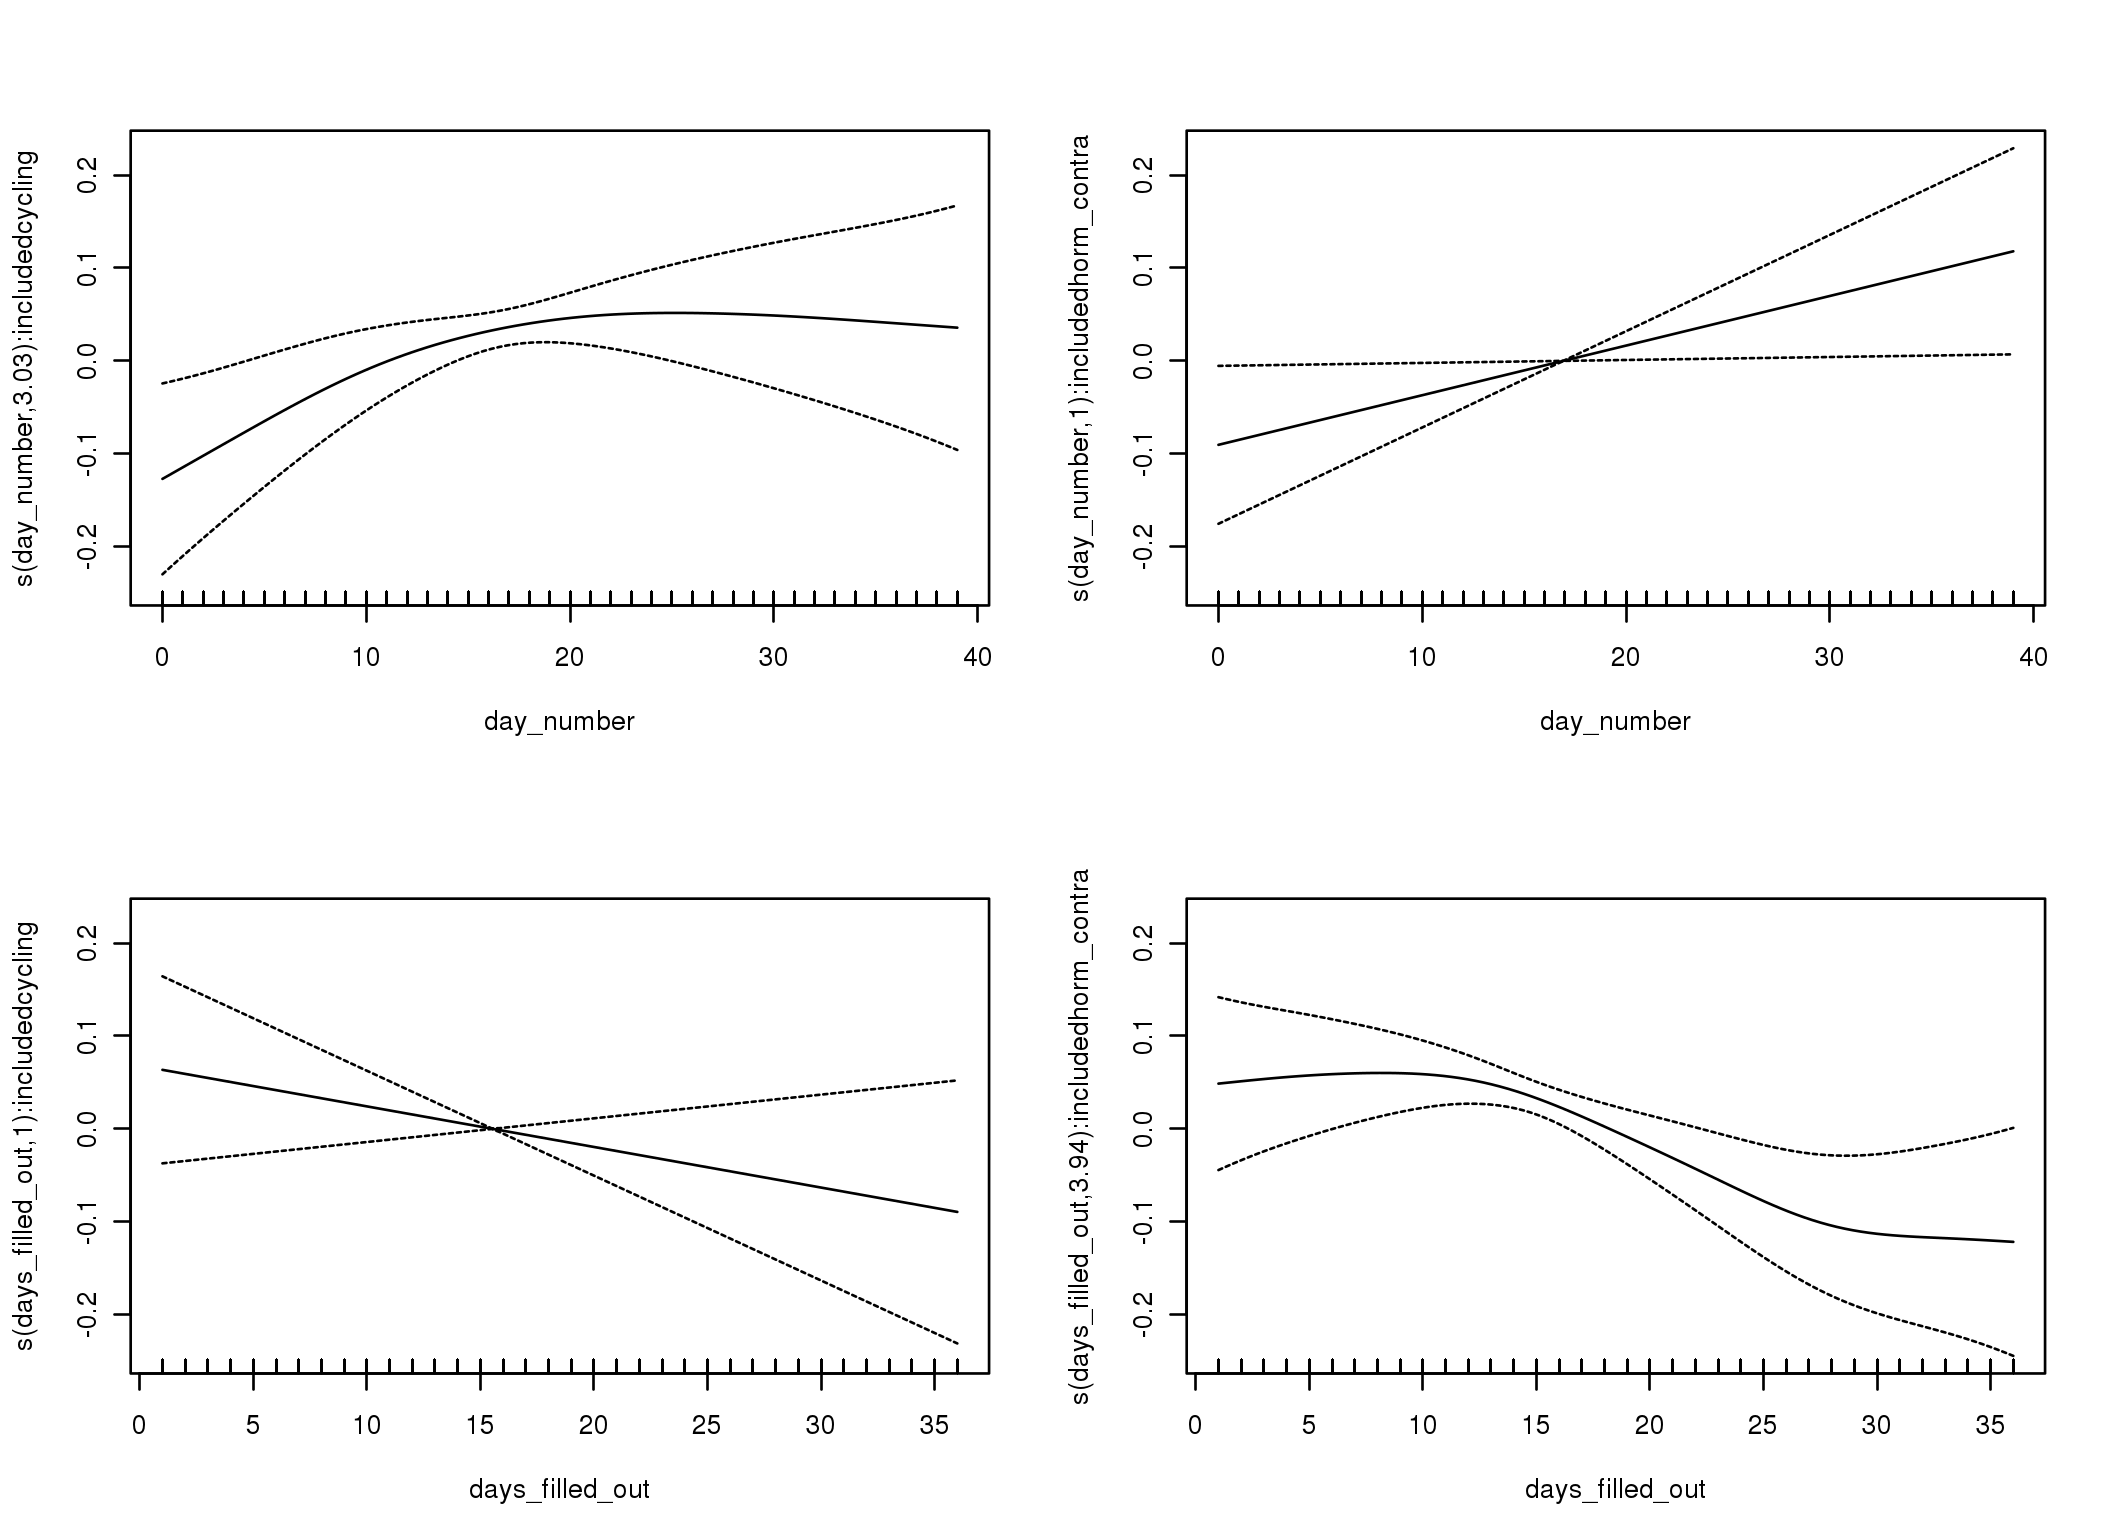 s(day_number,3.03):includedcycling
0.2
0.1
0.0
-0.1
-0.2
0 10 20 30 40
day_number
s(day_number,1):includedhorm_contra
0.2
0.1
0.0
-0.1
-0.2
0 10 20 30 40
day_number
s(days_filled_out,1):includedcycling
0.2
0.1
0.0
-0.1
-0.2
0 5 10 15 20 25 30 35
days_filled_out
s(days_filled_out,3.94):includedhorm_contra
0.2
0.1
0.0
-0.1
-0.2
0 5 10 15 20 25 30 35
days_filled_out